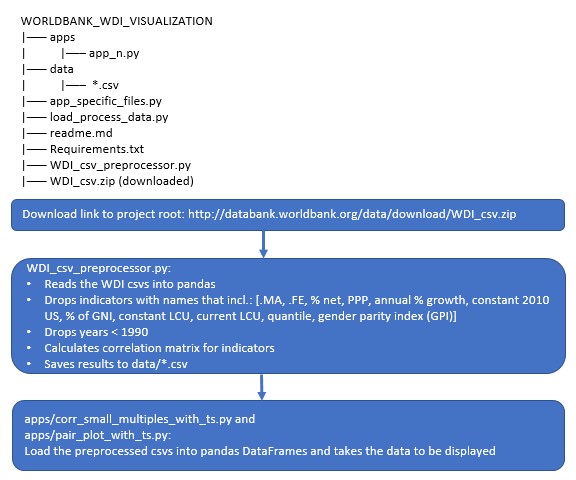 WORLDBANK_WDI_VISUALIZATION
|—— apps
|       |—— app_n.py
|—— data
|       |—— *.csv
|—— app_specific_files.py
|—— load_process_data.py
|—— readme.md
|—— Requirements.txt
|—— WDI_csv_preprocessor.py
|—— WDI_csv.zip (downloaded)
Download link to project root: http://databank.worldbank.org/data/download/WDI_csv.zip
WDI_csv_preprocessor.py:
• Reads the WDI csvs into pandas
• Drops indicators with names that incl.: [.MA, .FE, % net, PPP, annual % growth, constant 2010
US, % of GNI, constant LCU, current LCU, quantile, gender parity index (GPI)]
• Drops years < 1990
• Calculates correlation matrix for indicators
• Saves results to data/*.csv
apps/corr_small_multiples_with_ts.py and
apps/pair_plot_with_ts.py:
Load the preprocessed csvs into pandas DataFrames and takes the data to be displayed